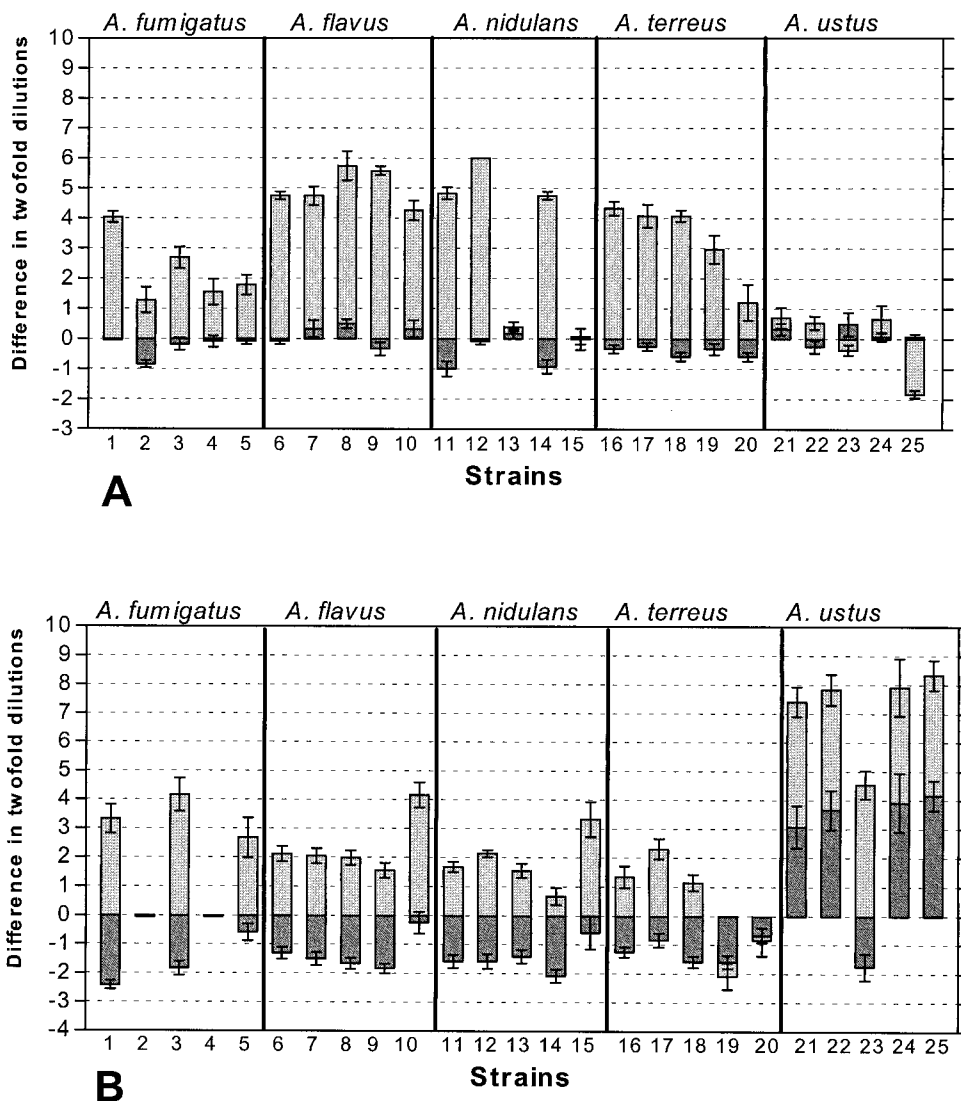 A. fumigatus A. flavus A. nidulans A. terreus A. ustus
Difference in twofold dilutions
10
9
8
7
6
5
4
3
2
1
0
-1
-2
-3
1 2 3 4 5 6 7 8 9 10 11 12 13 14 15 16 17 18 19 20 21 22 23 24 25
Strains
A
A. fumigatus A. flavus A. nidulans A. terreus A. ustus
Difference in twofold dilutions
10
9
8
7
6
5
4
3
2
1
0
-1
-2
-3
-4
1 2 3 4 5 6 7 8 9 10 11 12 13 14 15 16 17 18 19 20 21 22 23 24 25
Strains
B